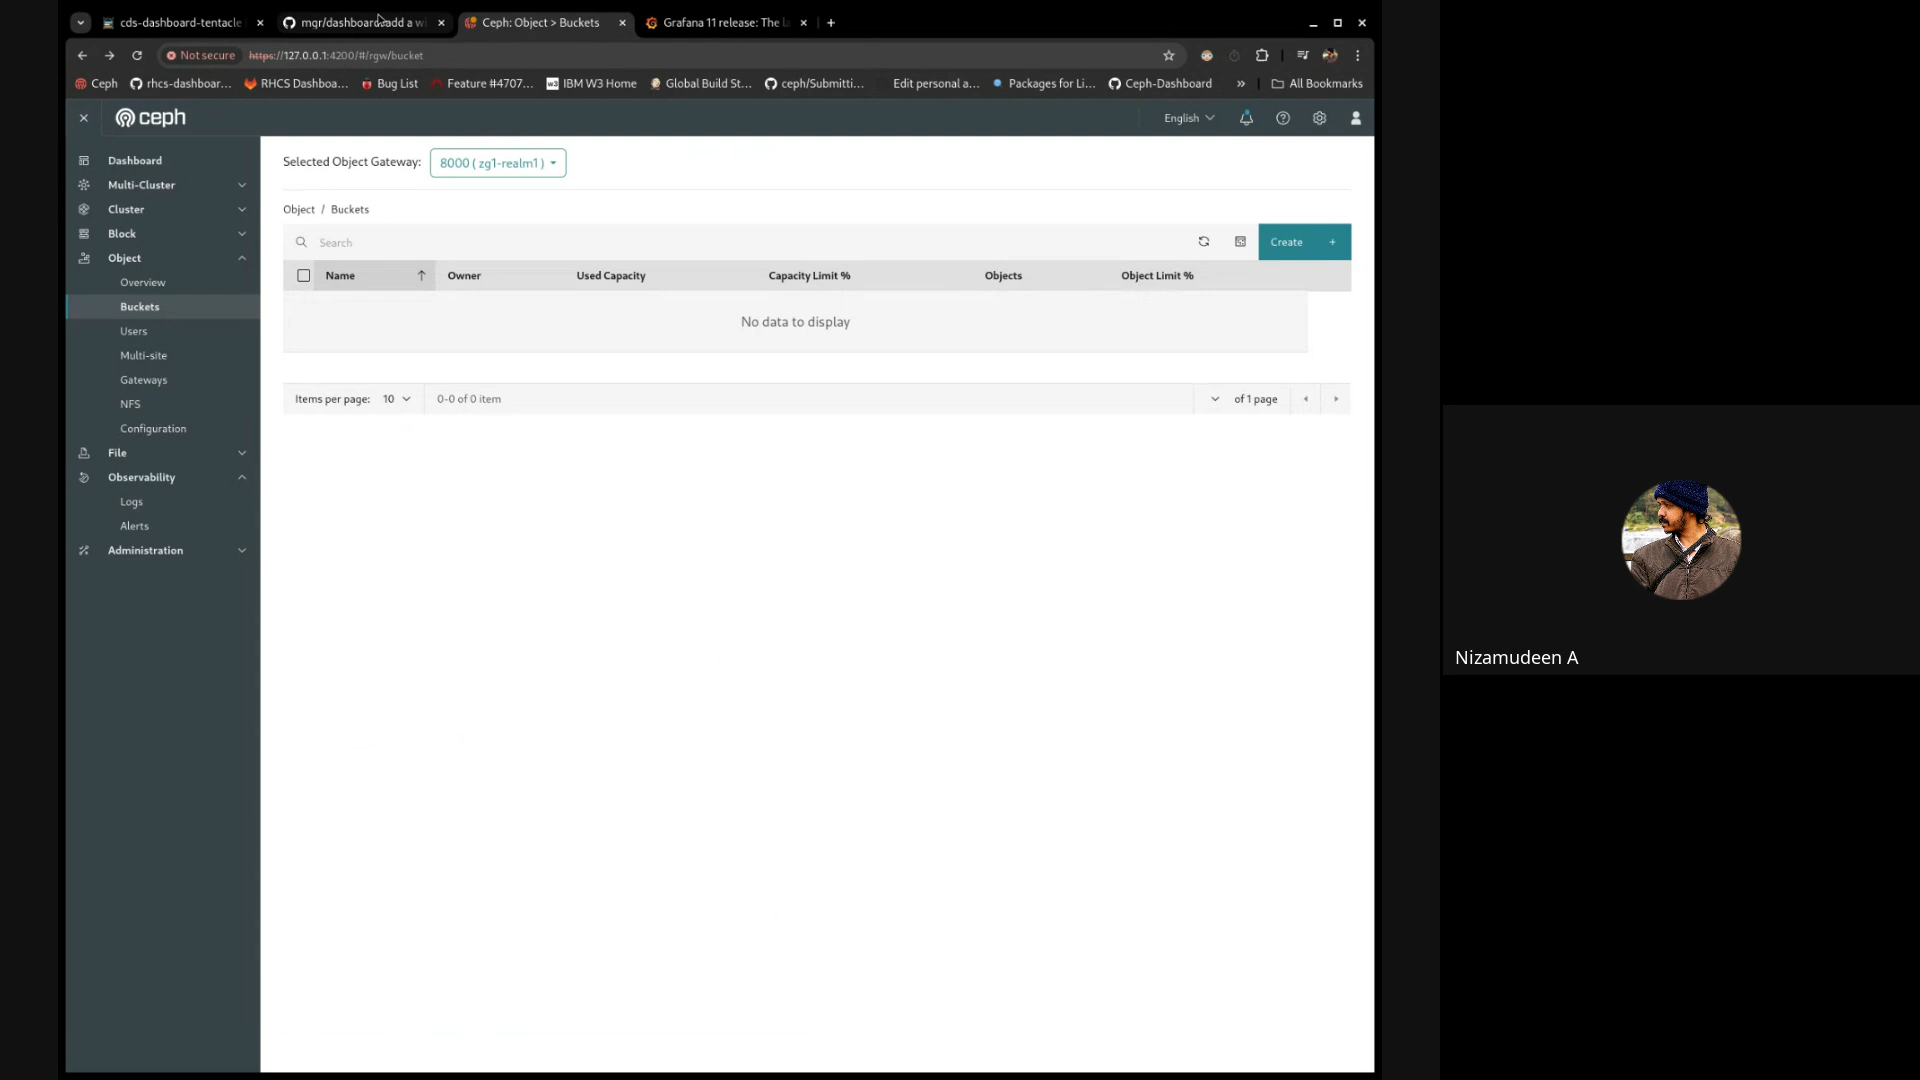 cds-dashboard-tentacle
mgr/dashboard: add a wi
Ceph: Object > Buckets
Grafana 11 release: The la
Not secure https://127.0.0.1:4200/#/rgw/bucket
Ceph rhcs-dashboar... RHCS Dashboa... Bug List Feature #4707... IBM W3 Home Global Build St... ceph/Submitti... Edit personal a... Packages for Li... Ceph-Dashboard » All Bookmarks
ceph
English
Dashboard
Multi-Cluster
Cluster
Block
Object
Overview
Buckets
Users
Multi-site
Gateways
NFS
Configuration
File
Observability
Logs
Alerts
Administration
Selected Object Gateway: 8000 ( zg1-realm1 )
Object / Buckets
Search
Create +
Name Owner Used Capacity Capacity Limit % Objects Object Limit %
No data to display
Items per page: 10 0-0 of 0 item of 1 page
Nizamudeen A